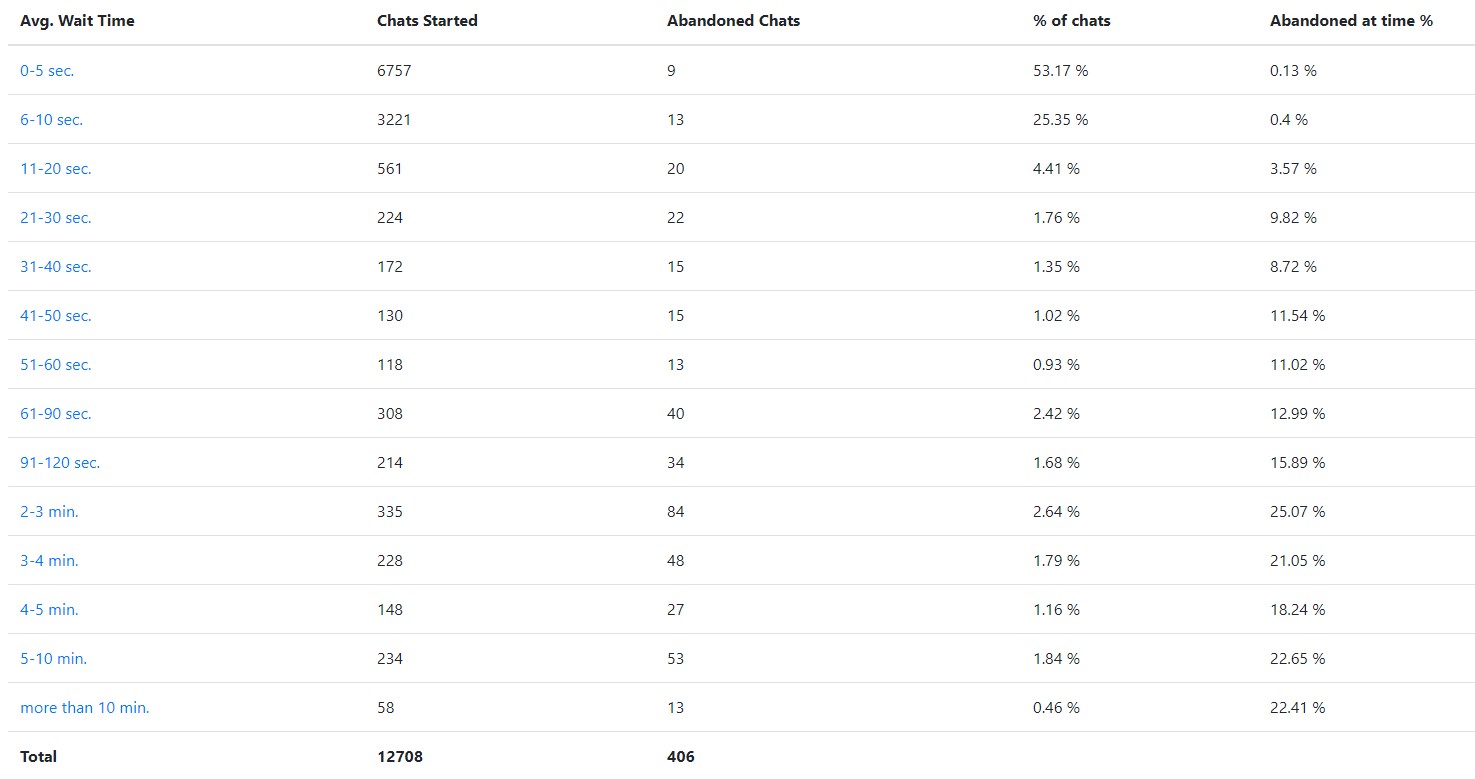 Avg. Wait Time Chats Started Abandoned Chats % of chats Abandoned at time %
0-5 sec. 6757 9 53.17 % 0.13 %
6-10 sec. 3221 13 25.35 % 0.4 %
11-20 sec. 561 20 4.41 % 3.57 %
21-30 sec. 224 22 1.76 % 9.82 %
31-40 sec. 172 15 1.35 % 8.72 %
41-50 sec. 130 15 1.02 % 11.54 %
51-60 sec. 118 13 0.93 % 11.02 %
61-90 sec. 308 40 2.42 % 12.99 %
91-120 sec. 214 34 1.68 % 15.89 %
2-3 min. 335 84 2.64 % 25.07 %
3-4 min. 228 48 1.79 % 21.05 %
4-5 min. 148 27 1.16 % 18.24 %
5-10 min. 234 53 1.84 % 22.65 %
more than 10 min. 58 13 0.46 % 22.41 %
Total 12708 406